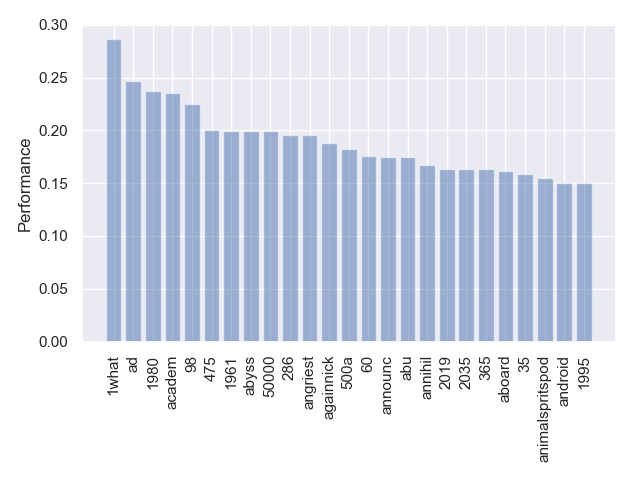 0.30
0.25
0.20
0.15
0.10
0.05
0.00
Performance
1what
ad
1980
academ
98
475
1961
abyss
50000
286
angriest
againnick
500a
60
announc
abu
annihil
2019
2035
365
aboard
35
animalspritspod
android
1995